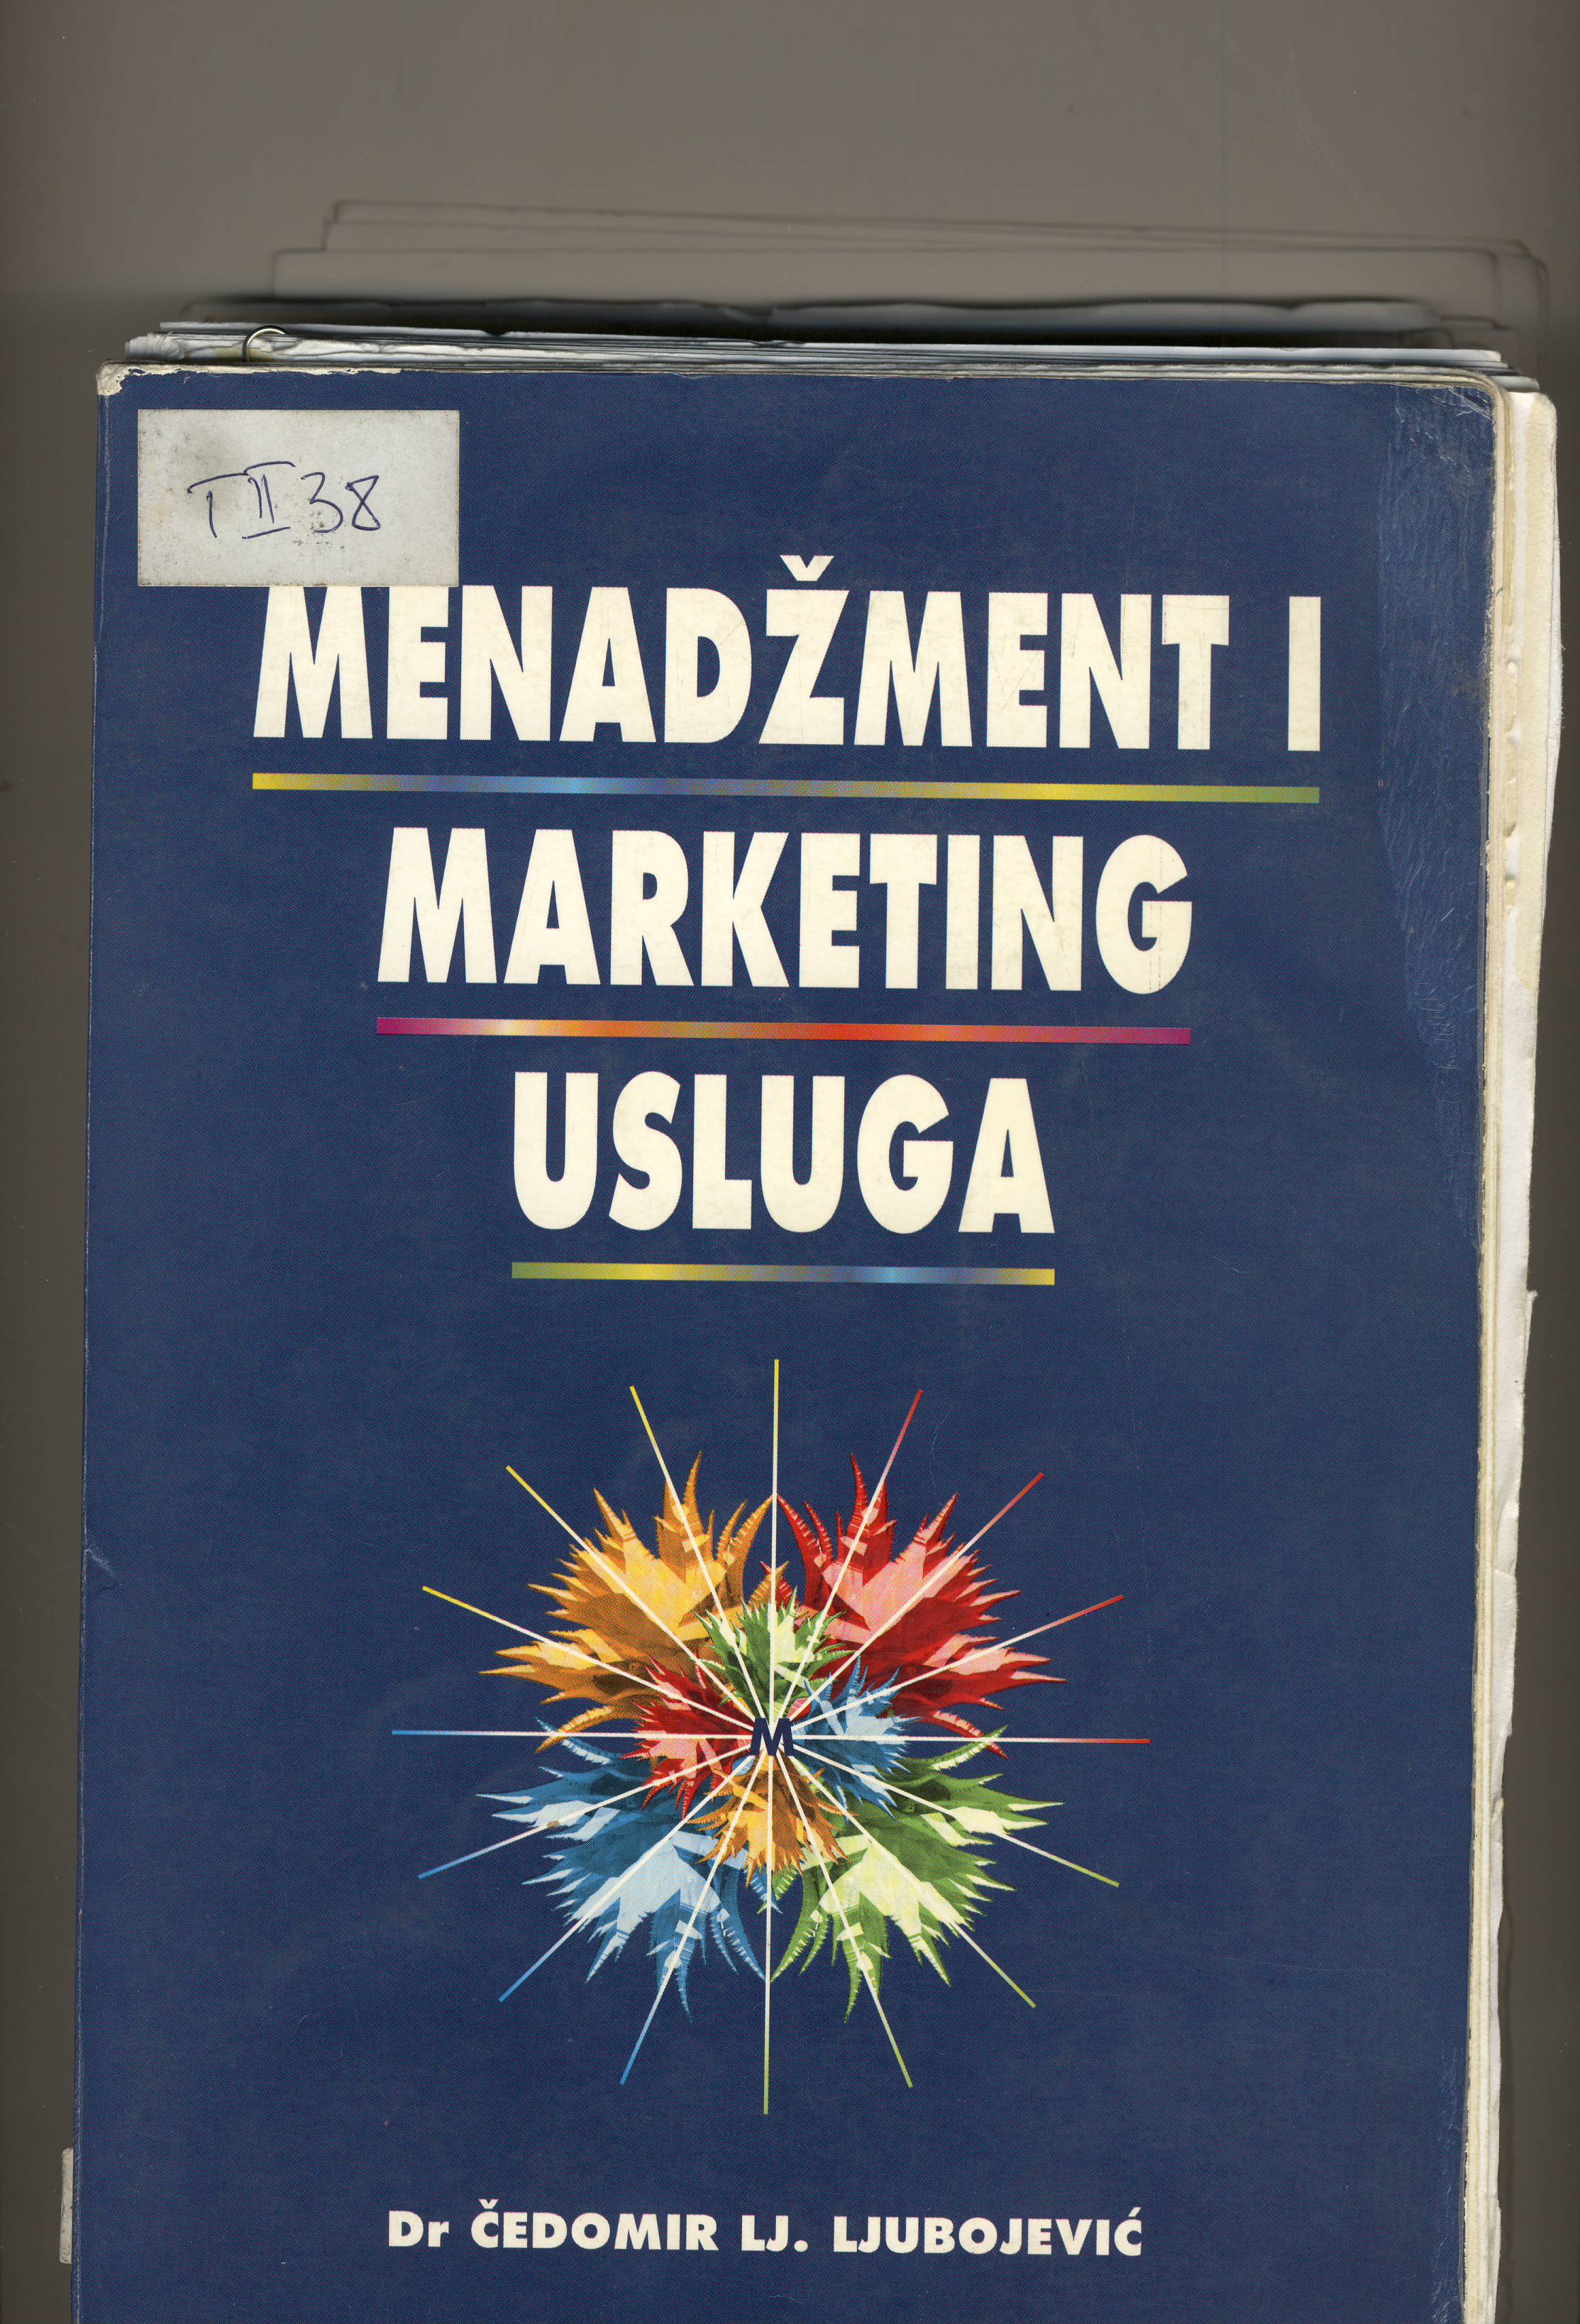 T II 38
MENADŽMENT I
MARKETING
USLUGA
M
Dr ČEDOMIR LJ. LJUBOJEVIĆ